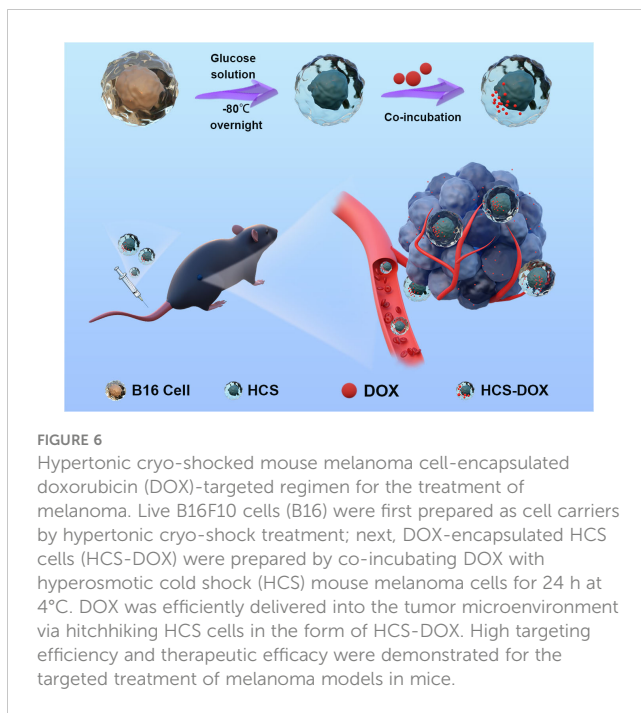 Glucose
solution
-80℃
overnight
Co-incubation
B16 Cell
HCS
DOX
HCS-DOX
FIGURE 6
Hypertonic cryo-shocked mouse melanoma cell-encapsulated
doxorubicin (DOX)-targeted regimen for the treatment of
melanoma. Live B16F10 cells (B16) were first prepared as cell carriers
by hypertonic cryo-shock treatment; next, DOX-encapsulated HCS
cells (HCS-DOX) were prepared by co-incubating DOX with
hyperosmotic cold shock (HCS) mouse melanoma cells for 24 h at
4°C. DOX was efficiently delivered into the tumor microenvironment
via hitchhiking HCS cells in the form of HCS-DOX. High targeting
efficiency and therapeutic efficacy were demonstrated for the
targeted treatment of melanoma models in mice.